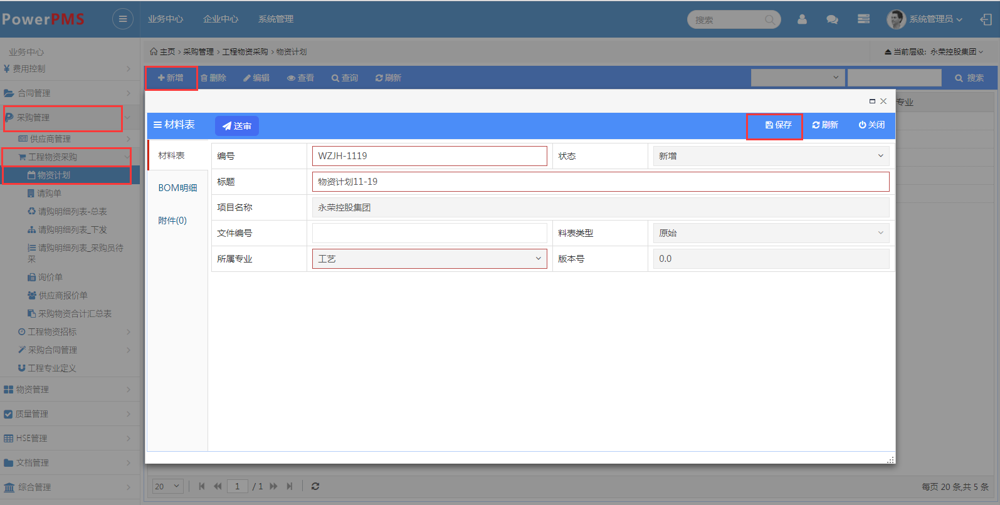 PowerPMS
业务中心 企业中心 系统管理
搜索
系统管理员
业务中心
费用控制
合同管理
采购管理
供应商管理
工程物资采购
物资计划
请购单
请购明细列表-总表
请购明细列表_下发
请购明细列表_采购员待
采
询价单
供应商报价单
采购物资合计汇总表
工程物资招标
采购合同管理
工程专业定义
物资管理
质量管理
HSE管理
文档管理
综合管理
主页 › 采购管理 › 工程物资采购 › 物资计划
当前层级: 永荣控股集团
新增 删除 编辑 查看 查询 刷新
搜索
专业
材料表 送审 保存 刷新 关闭
材料表
BOM明细
附件(0)
编号 WZJH-1119 状态 新增
标题 物资计划11-19
项目名称 永荣控股集团
文件编号 料表类型 原始
所属专业 工艺 版本号 0.0
20 1 / 1
每页 20 条,共 5 条